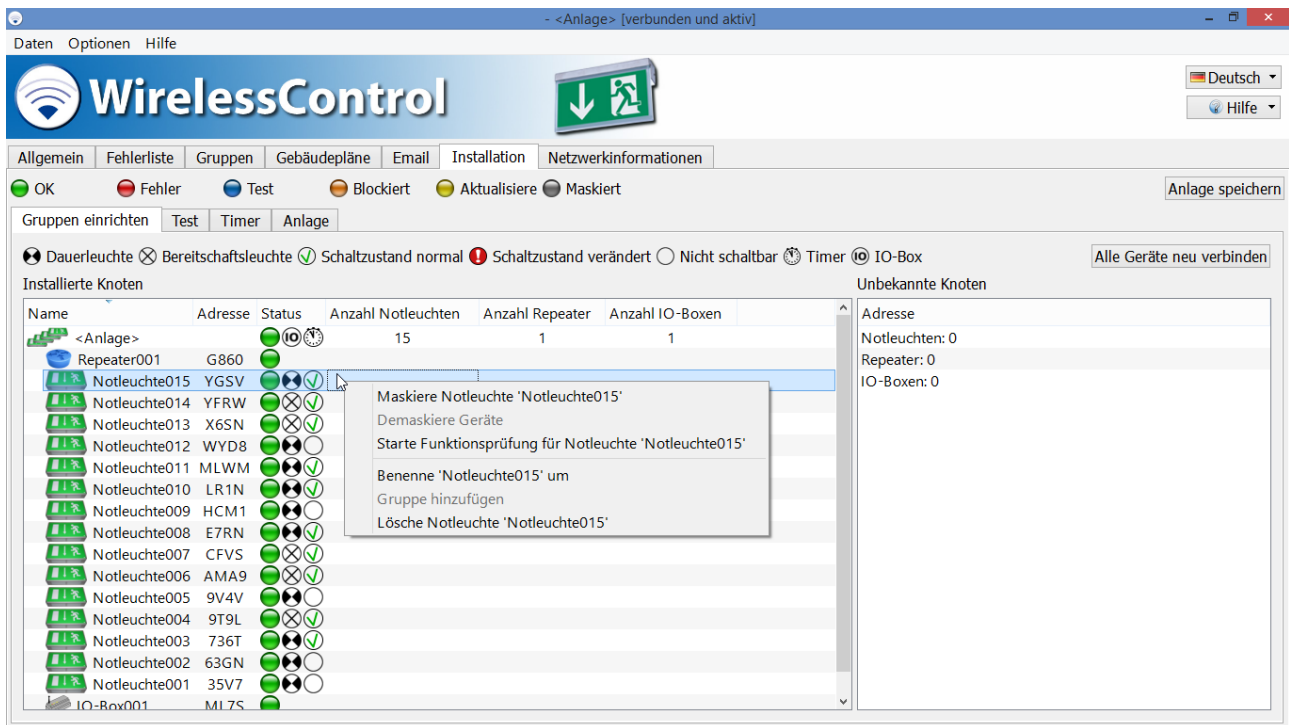 - <Anlage> [verbunden und aktiv]
Daten Optionen Hilfe
WirelessControl
Deutsch
Hilfe
Allgemein Fehlerliste Gruppen Gebäudepläne Email Installation Netzwerkinformationen
OK Fehler Test Blockiert Aktualisiere Maskiert Anlage speichern
Gruppen einrichten Test Timer Anlage
Dauerleuchte Bereitschaftsleuchte Schaltzustand normal Schaltzustand verändert Nicht schaltbar Timer IO IO-Box Alle Geräte neu verbinden
Installierte Knoten Unbekannte Knoten
Name Adresse Status Anzahl Notleuchten Anzahl Repeater Anzahl IO-Boxen Adresse
<Anlage> IO 15 1 1 Notleuchten: 0
Repeater001 G860 Repeater: 0
Notleuchte015 YGSV IO-Boxen: 0
Maskiere Notleuchte 'Notleuchte015'
Demaskiere Geräte
Starte Funktionsprüfung für Notleuchte 'Notleuchte015'
Benenne 'Notleuchte015' um
Gruppe hinzufügen
Lösche Notleuchte 'Notleuchte015'
Notleuchte014 YFRW
Notleuchte013 X6SN
Notleuchte012 WYD8
Notleuchte011 MLWM
Notleuchte010 LR1N
Notleuchte009 HCM1
Notleuchte008 E7RN
Notleuchte007 CFVS
Notleuchte006 AMA9
Notleuchte005 9V4V
Notleuchte004 9T9L
Notleuchte003 736T
Notleuchte002 63GN
Notleuchte001 35V7
IO-Box001 ML7S